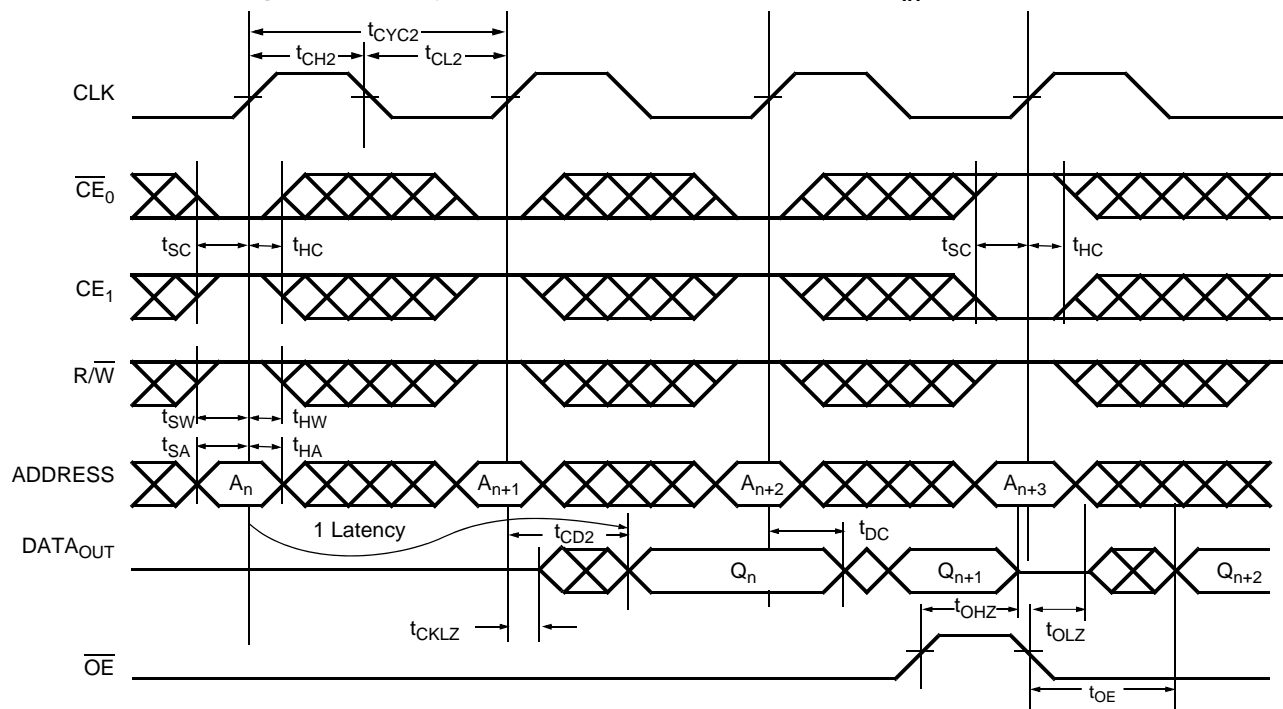 tCYC2
tCH2 tCL2
CLK
CE0
tSC tHC tSC tHC
CE1
R/W
tSW tHW
tSA tHA
ADDRESS An An+1 An+2 An+3
1 Latency tCD2 tDC
DATAOUT Qn Qn+1 Qn+2
tCKLZ tOHZ tOLZ
OE
tOE